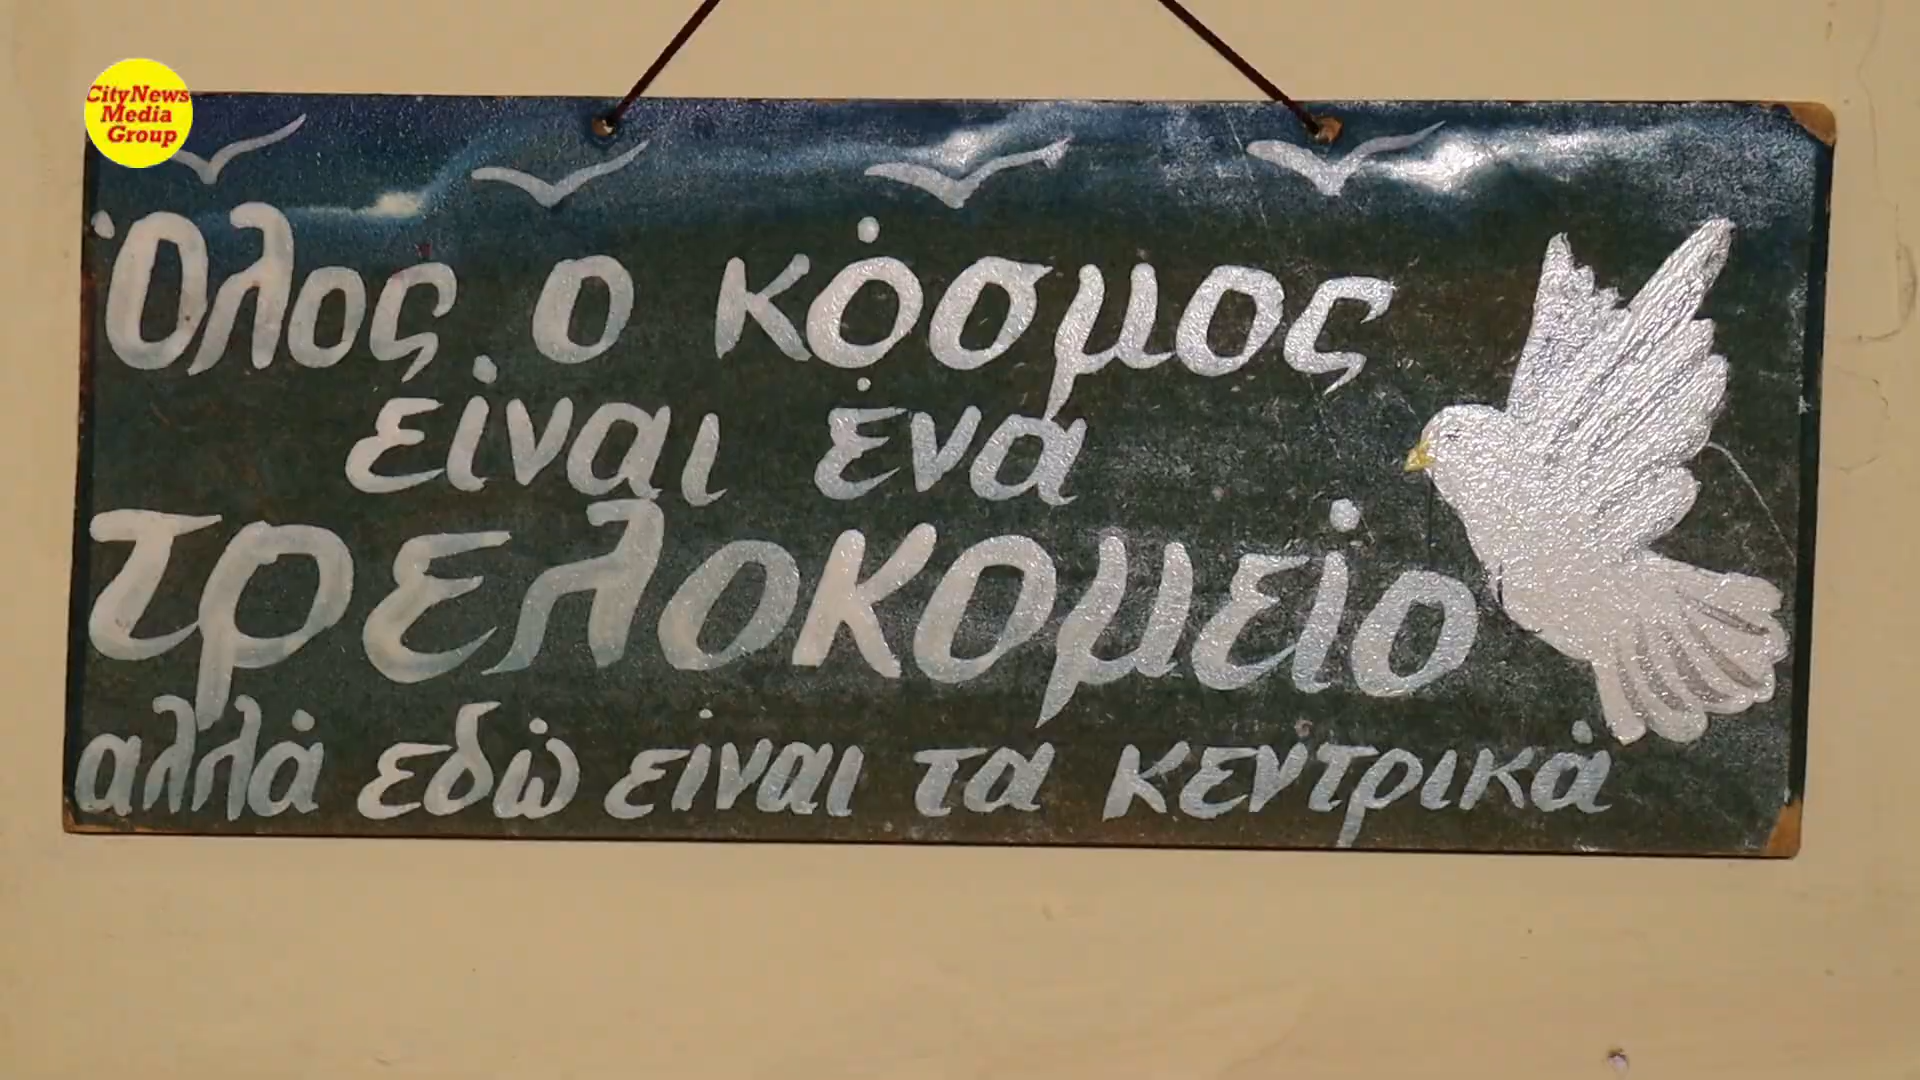 CityNews
Media
Group
Όλος ο κόσμος
είναι ένα
τρελοκομείο
αλλά εδώ είναι τα κεντρικά